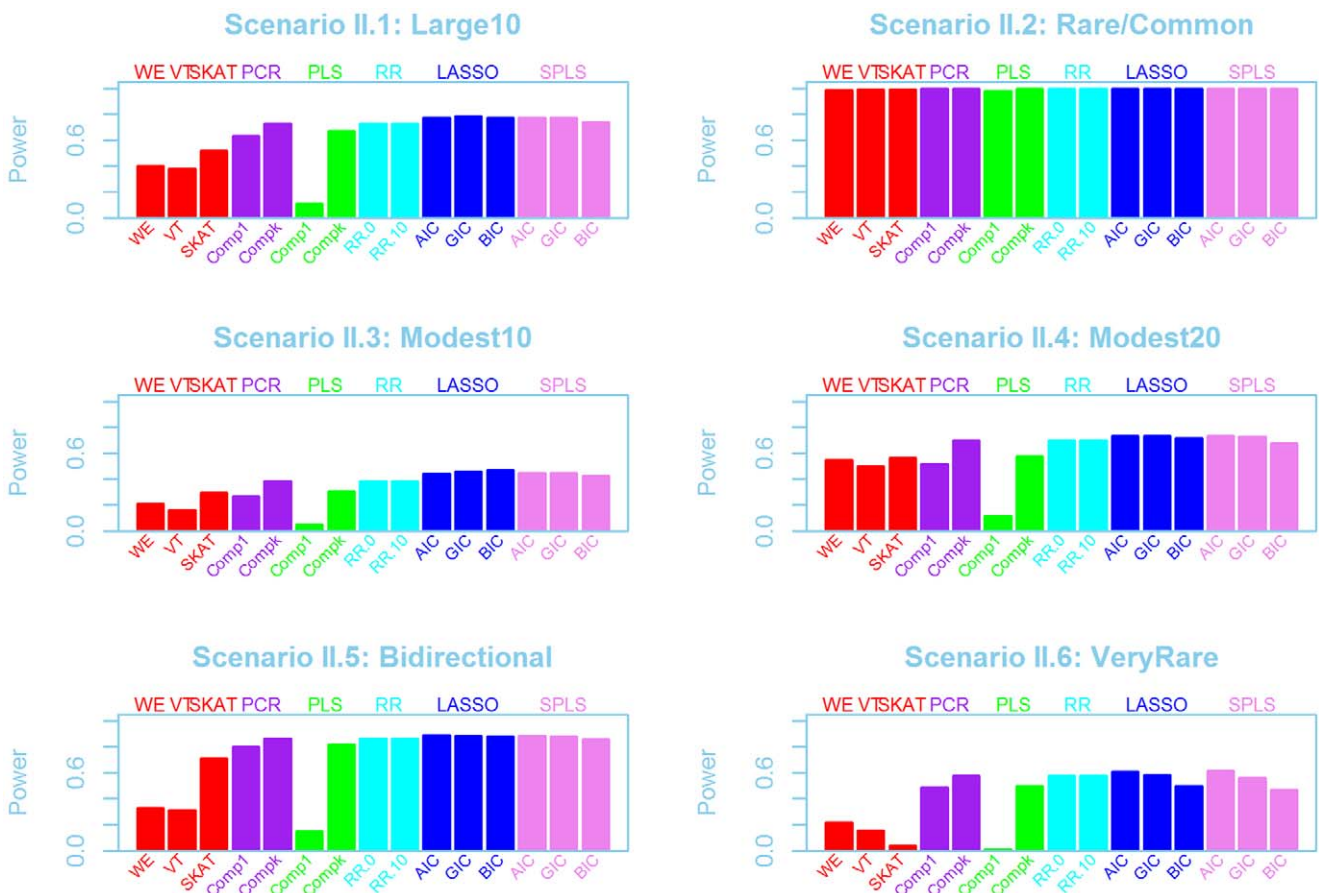 Scenario II.1: Large10
WE VTSKAT PCR PLS RR LASSO SPLS
Power
0.6
0.0
WE VT SKAT Comp1 Compk Comp1 Compk RR.0 RR.10 AIC GIC BIC AIC GIC BIC
Scenario II.2: Rare/Common
WE VTSKAT PCR PLS RR LASSO SPLS
Power
0.6
0.0
WE VT SKAT Comp1 Compk Comp1 Compk RR.0 RR.10 AIC GIC BIC AIC GIC BIC
Scenario II.3: Modest10
WE VTSKAT PCR PLS RR LASSO SPLS
Power
0.6
0.0
WE VT SKAT Comp1 Compk Comp1 Compk RR.0 RR.10 AIC GIC BIC AIC GIC BIC
Scenario II.4: Modest20
WE VTSKAT PCR PLS RR LASSO SPLS
Power
0.6
0.0
WE VT SKAT Comp1 Compk Comp1 Compk RR.0 RR.10 AIC GIC BIC AIC GIC BIC
Scenario II.5: Bidirectional
WE VTSKAT PCR PLS RR LASSO SPLS
Power
0.6
0.0
WE VT SKAT Comp1 Compk Comp1 Compk RR.0 RR.10 AIC GIC BIC AIC GIC BIC
Scenario II.6: VeryRare
WE VTSKAT PCR PLS RR LASSO SPLS
Power
0.6
0.0
WE VT SKAT Comp1 Compk Comp1 Compk RR.0 RR.10 AIC GIC BIC AIC GIC BIC